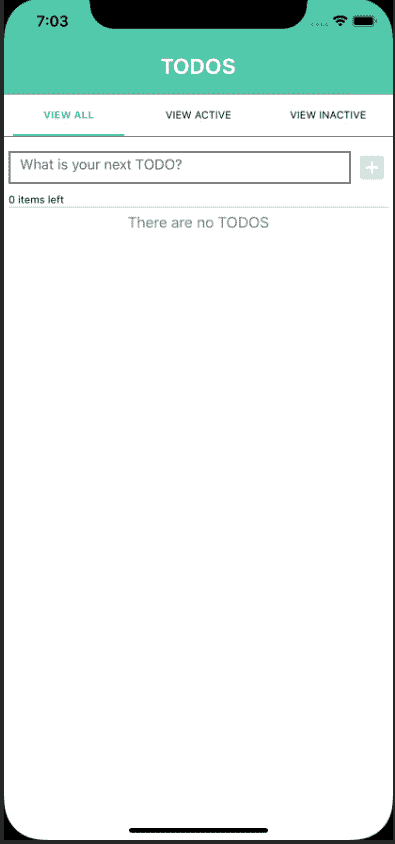 7:03
TODOS
VIEW ALL VIEW ACTIVE VIEW INACTIVE
What is your next TODO?
0 items left
There are no TODOS